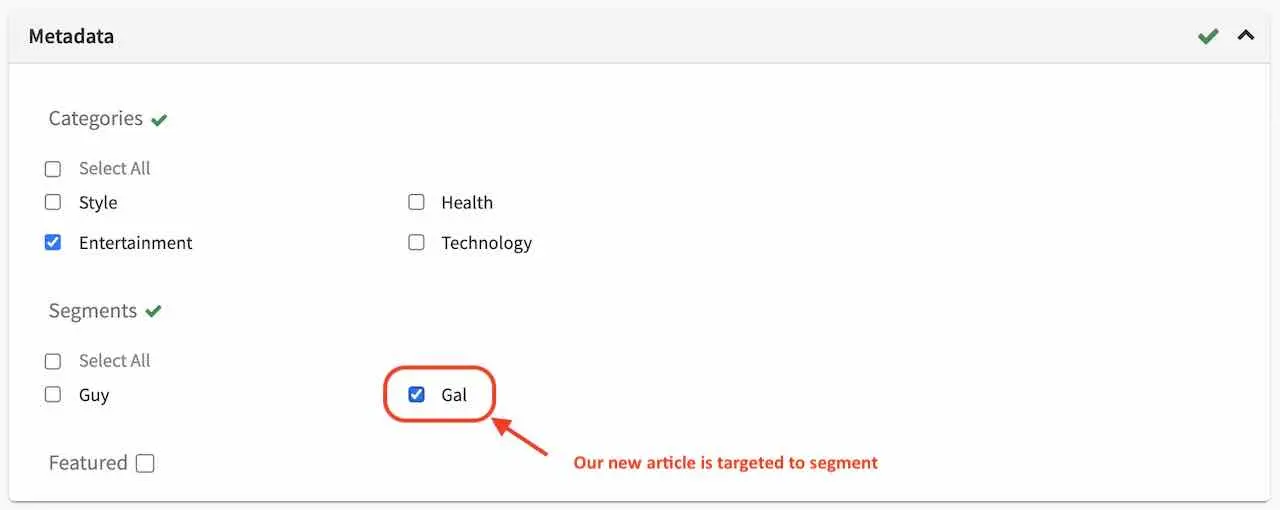 Metadata
Categories
Select All
Style
Health
Entertainment
Technology
Segments
Select All
Guy
Gal
Featured
Our new article is targeted to segment